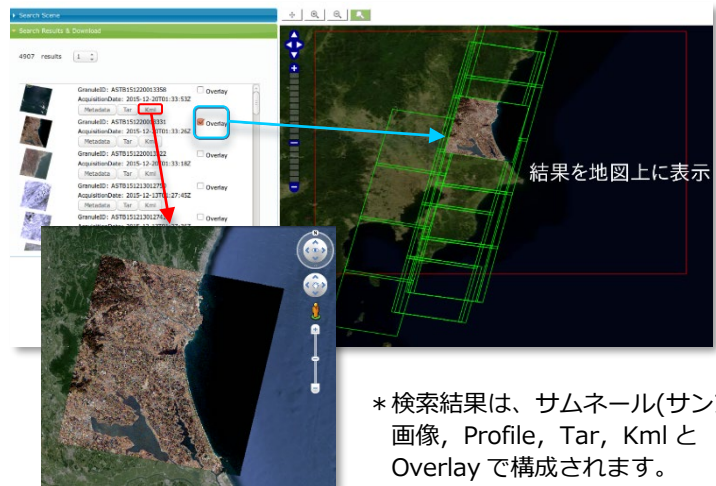 Search Scene
Search Results & Download
4907 results 1
GranuleID: ASTB151220013358
AcquisitionDate: 2015-12-20T01:33:53Z
Overlay
Metadata Tar Kml
AcquisitionDate: 2015-12-20T01:33:26Z
Overlay
Metadata Tar Kml
AcquisitionDate: 2015-12-20T01:33:18Z
Overlay
Metadata Tar Kml
GranuleID: ASTB151213012753
AcquisitionDate: 2015-12-13T01:27:45Z
Overlay
Metadata Tar Kml
Overlay
結果を地図上に表示
N
*検索結果は、サムネール(サン
画像, Profile, Tar, Kml と
Overlay で構成されます。